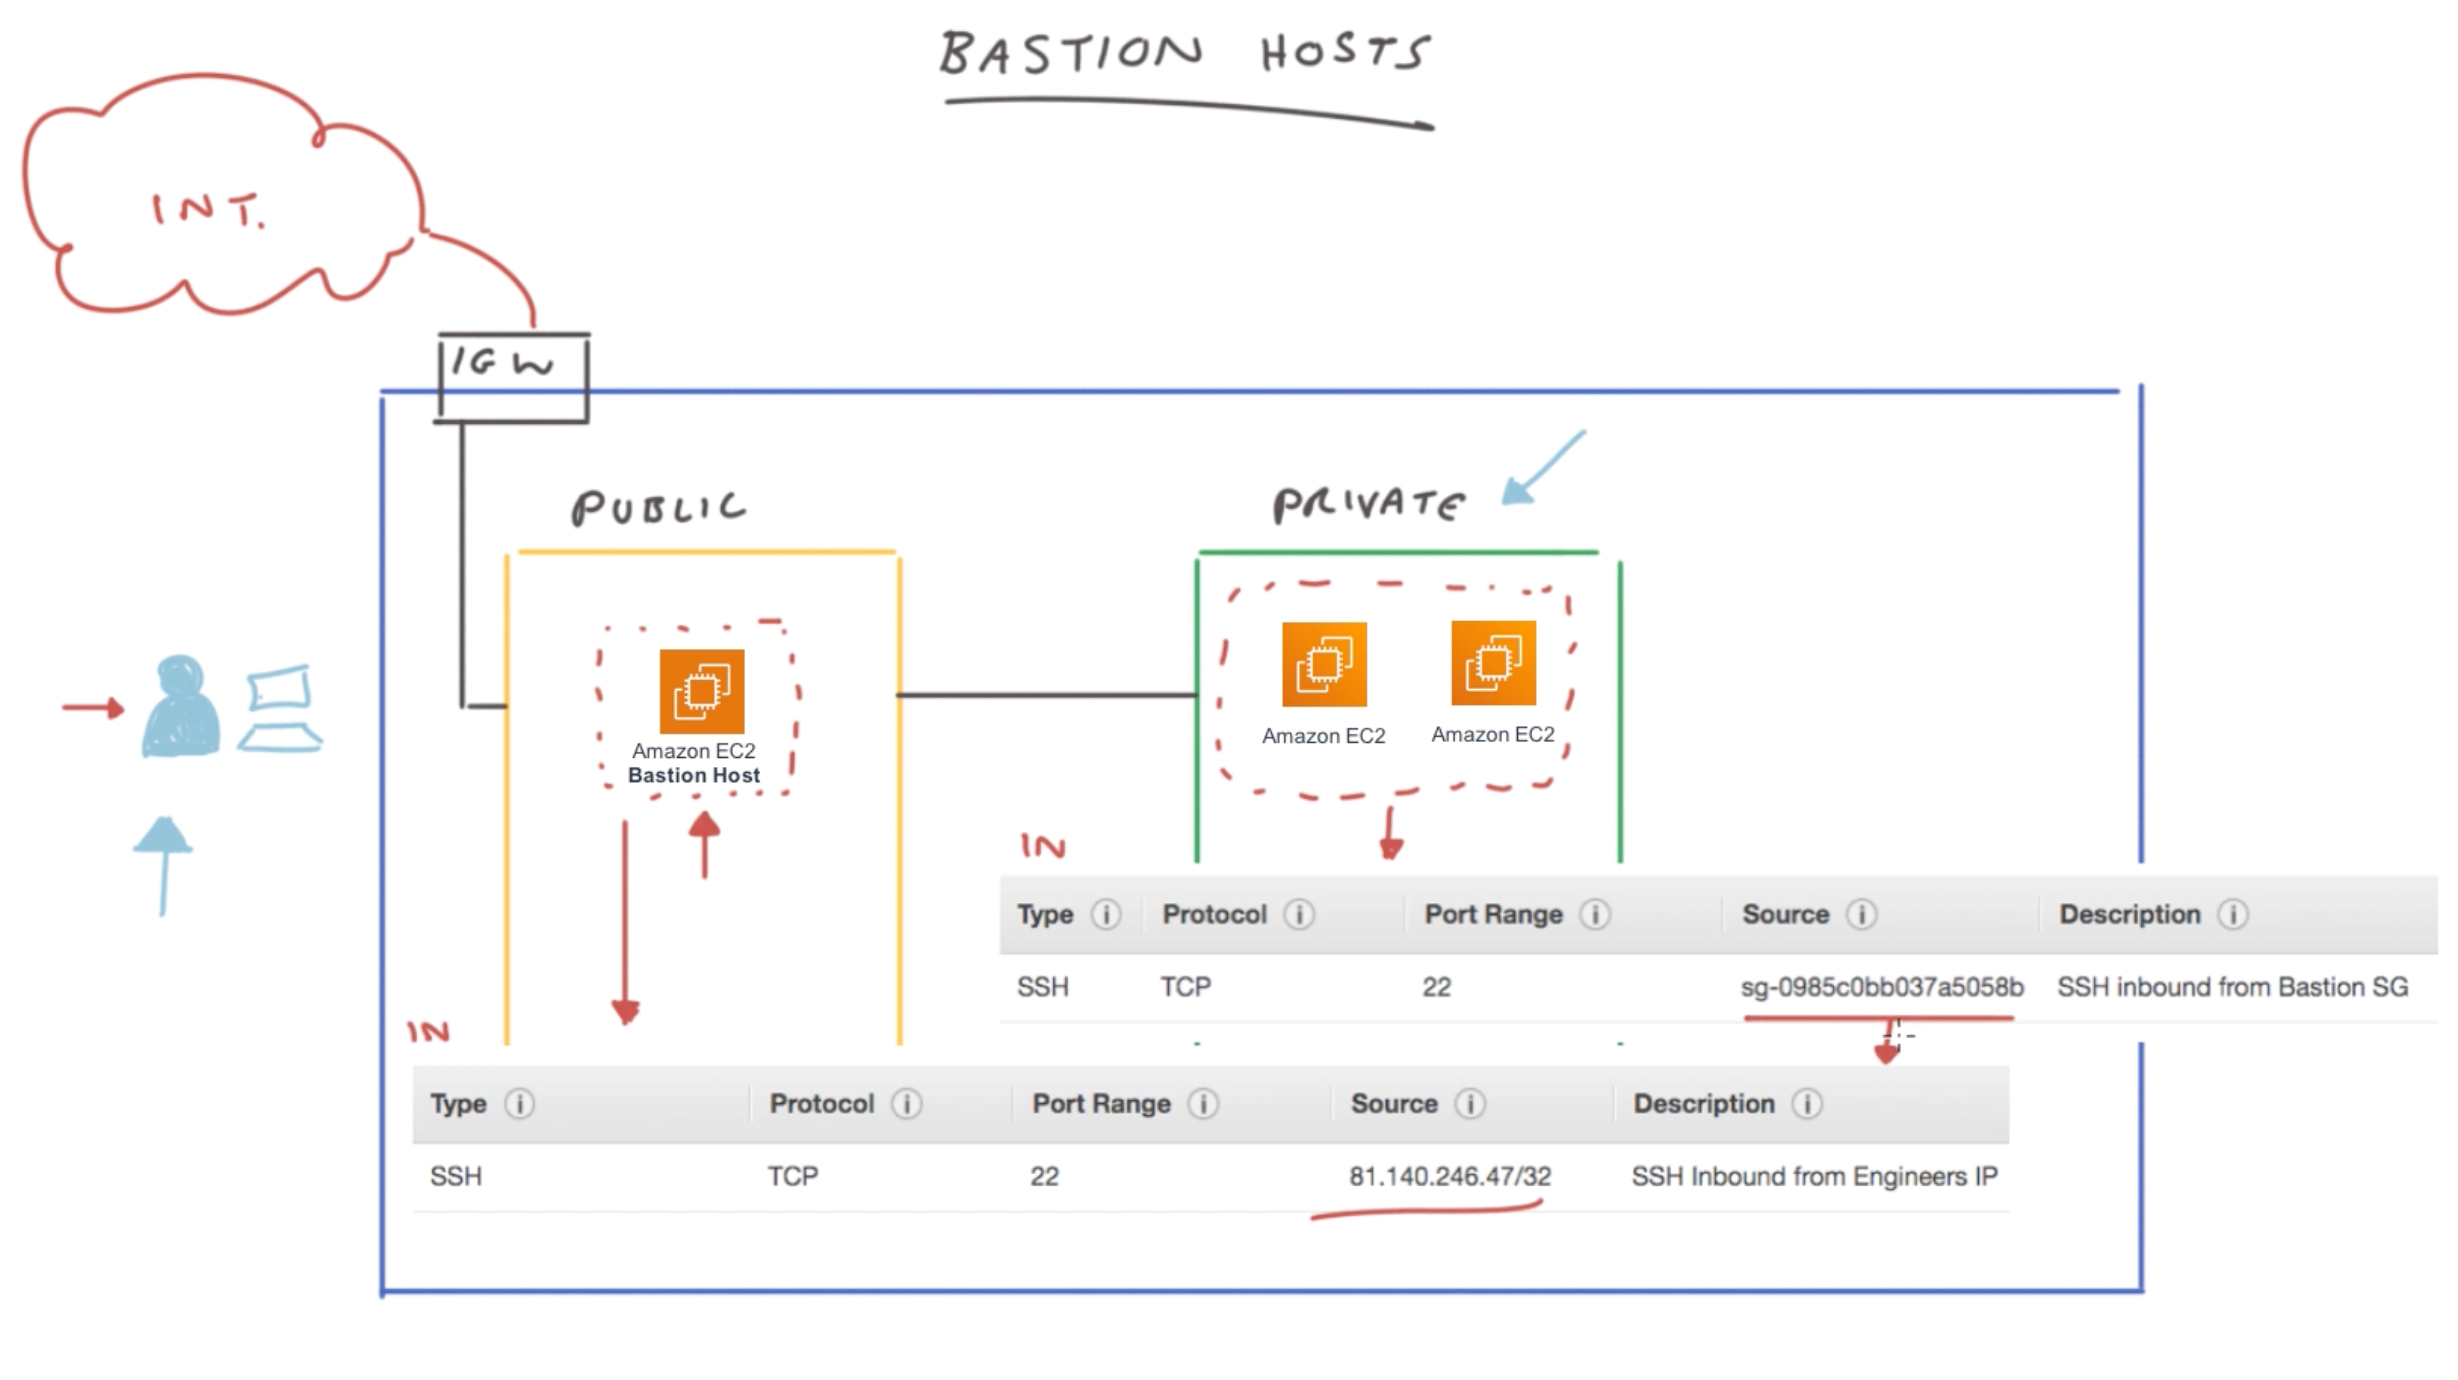 BASTION HOSTS
INT.
IGW
PUBLIC
PRIVATE
Amazon EC2
Bastion Host
Amazon EC2
Amazon EC2
IN
Type Protocol Port Range Source Description
SSH TCP 22 sg-0985c0bb037a5058b SSH inbound from Bastion SG
IN
Type Protocol Port Range Source Description
SSH TCP 22 81.140.246.47/32 SSH Inbound from Engineers IP